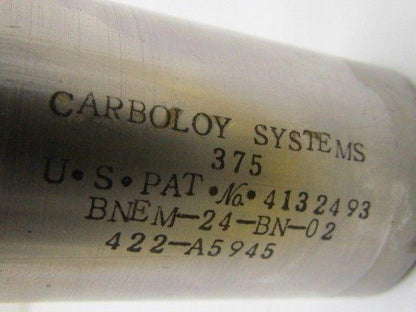 CARBOLOY SYSTEMS
375
U•S•PAT•No.•4132493
BNEM-24-BN-02
422-A5945